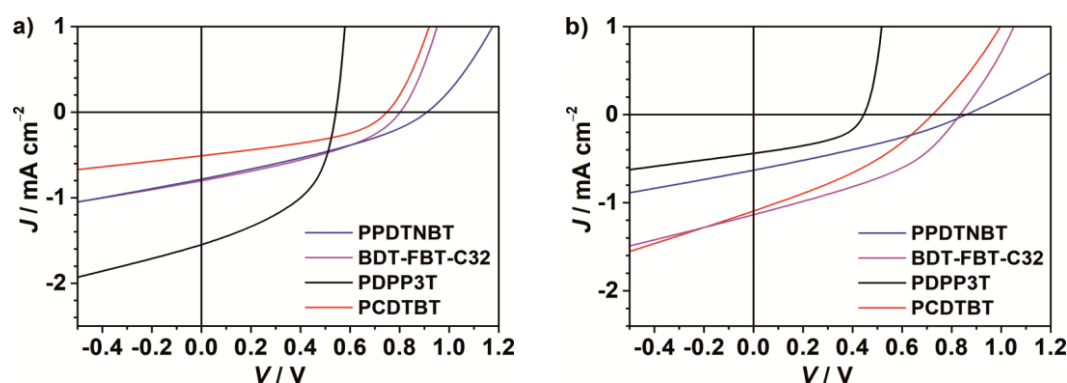 a)
J / mA cm⁻²
1
0
-1
-2
-0.4 -0.2 0.0 0.2 0.4 0.6 0.8 1.0 1.2
V / V
PPDTNBT
BDT-FBT-C32
PDPP3T
PCDTBT
b)
J / mA cm⁻²
1
0
-1
-2
-0.4 -0.2 0.0 0.2 0.4 0.6 0.8 1.0 1.2
V / V
PPDTNBT
BDT-FBT-C32
PDPP3T
PCDTBT